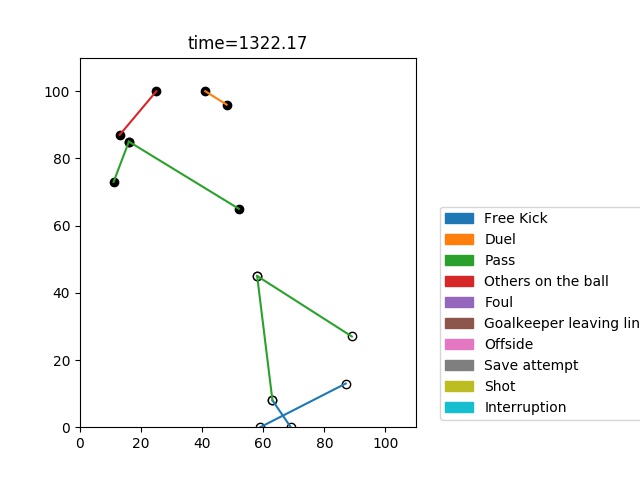 time=1322.17
100
80
60
40
20
0
0 20 40 60 80 100
Free Kick
Duel
Pass
Others on the ball
Foul
Goalkeeper leaving lin
Offside
Save attempt
Shot
Interruption